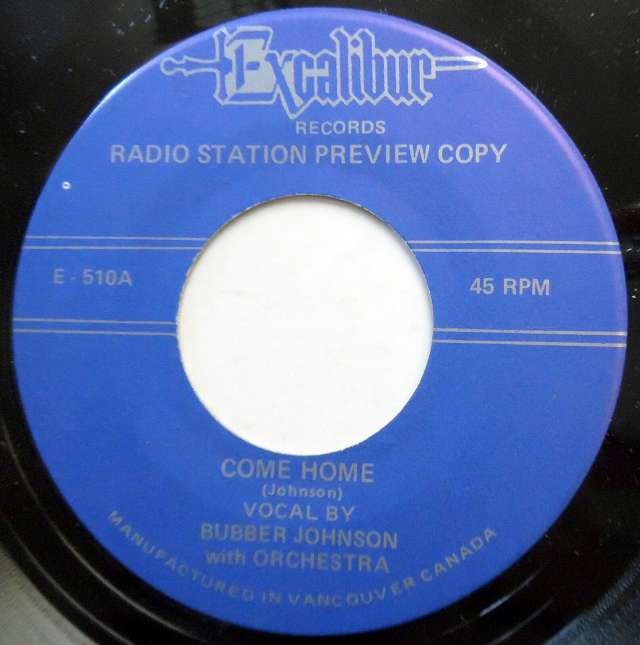 Excalibur
RECORDS
RADIO STATION PREVIEW COPY
E - 510A
45 RPM
COME HOME
(Johnson)
VOCAL BY
BUBBER JOHNSON
with ORCHESTRA
MANUFACTURED IN VANCOUVER CANADA